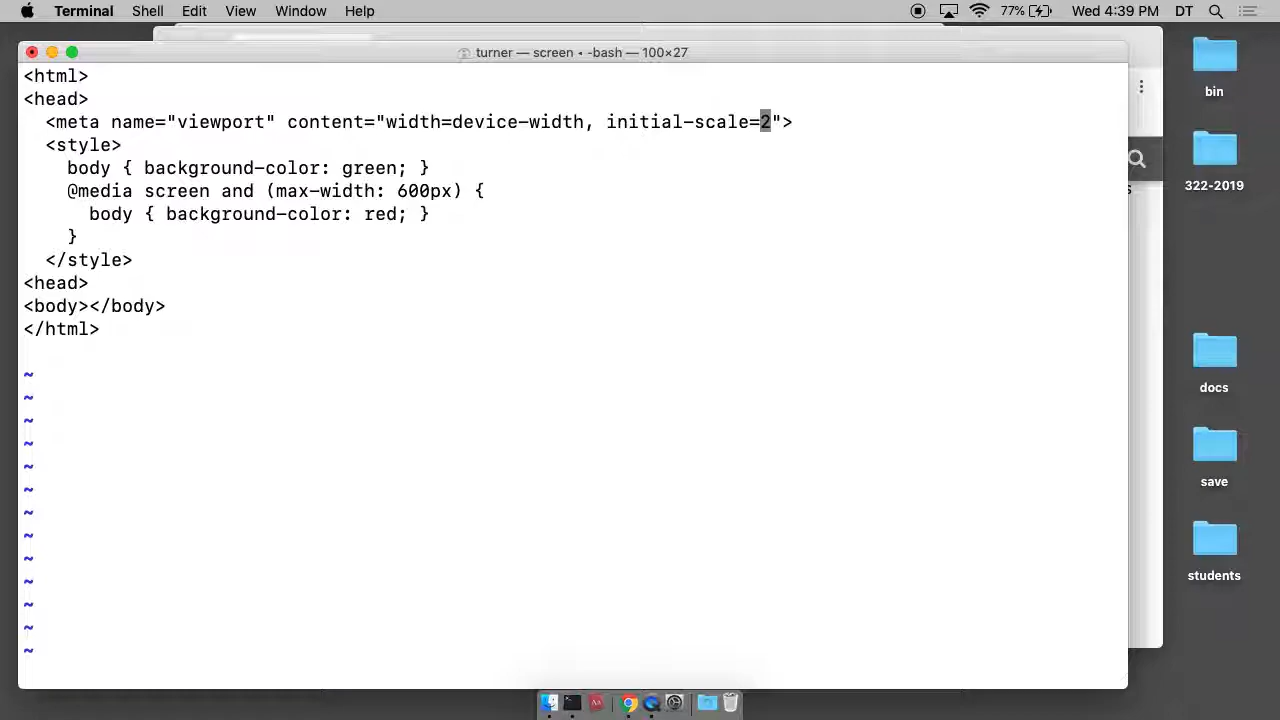 Terminal Shell Edit View Window Help 77% Wed 4:39 PM DT
turner — screen • -bash — 100×27
<html>
<head>
  <meta name="viewport" content="width=device-width, initial-scale=2">
  <style>
    body { background-color: green; }
    @media screen and (max-width: 600px) {
      body { background-color: red; }
    }
  </style>
<head>
<body></body>
</html>
~
~
~
~
~
~
~
~
~
~
~
~
~
bin
322-2019
docs
save
students